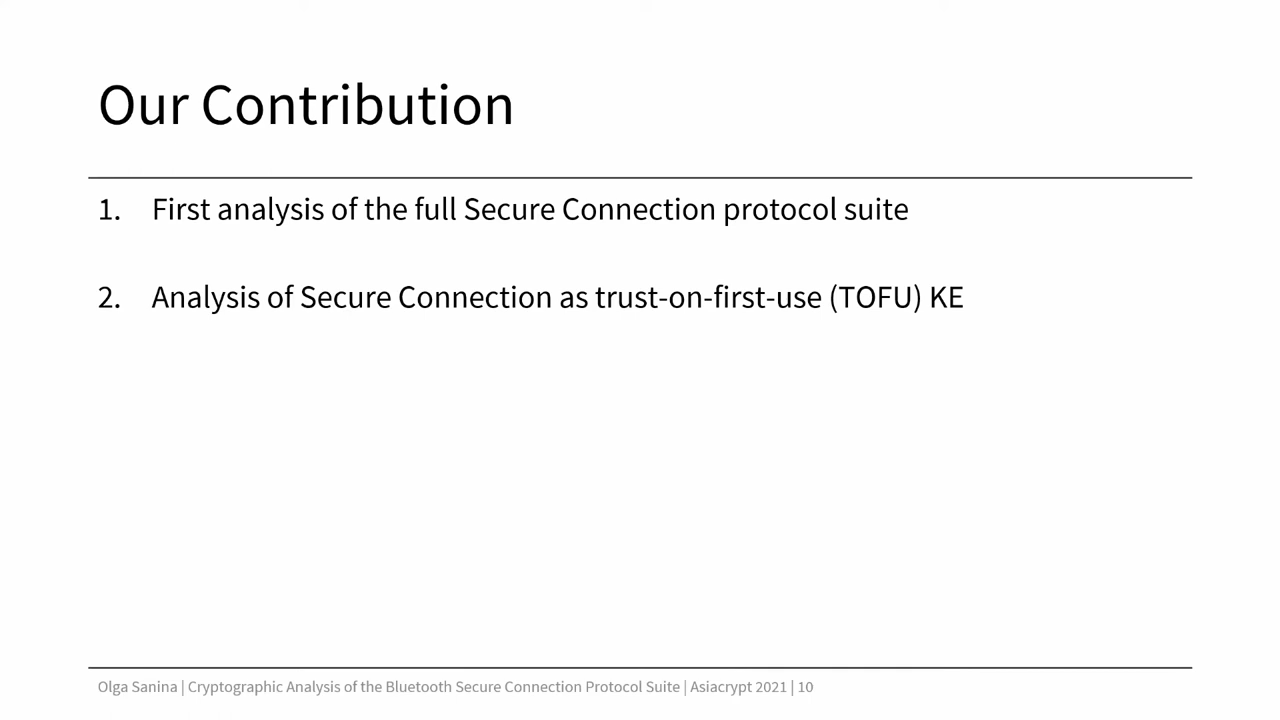 Our Contribution
1. First analysis of the full Secure Connection protocol suite
2. Analysis of Secure Connection as trust-on-first-use (TOFU) KE
Olga Sanina | Cryptographic Analysis of the Bluetooth Secure Connection Protocol Suite | Asiacrypt 2021 | 10